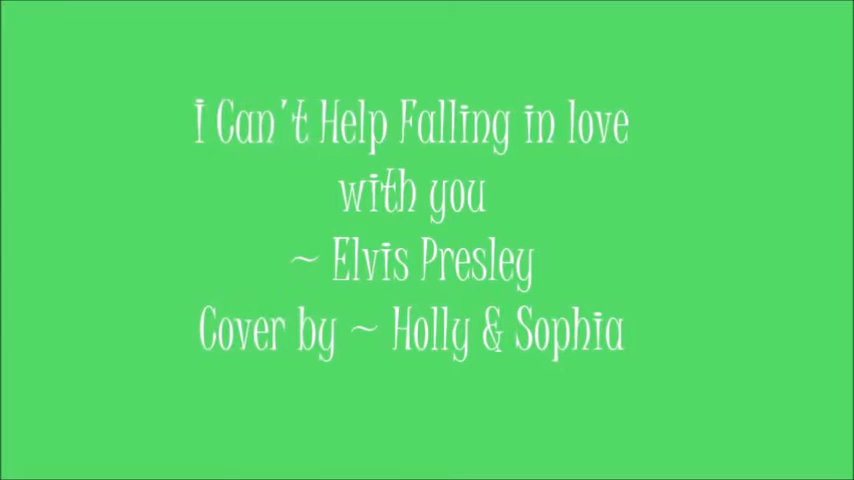 I Can't Help Falling in love
with you
~ Elvis Presley
Cover by ~ Holly & Sophia